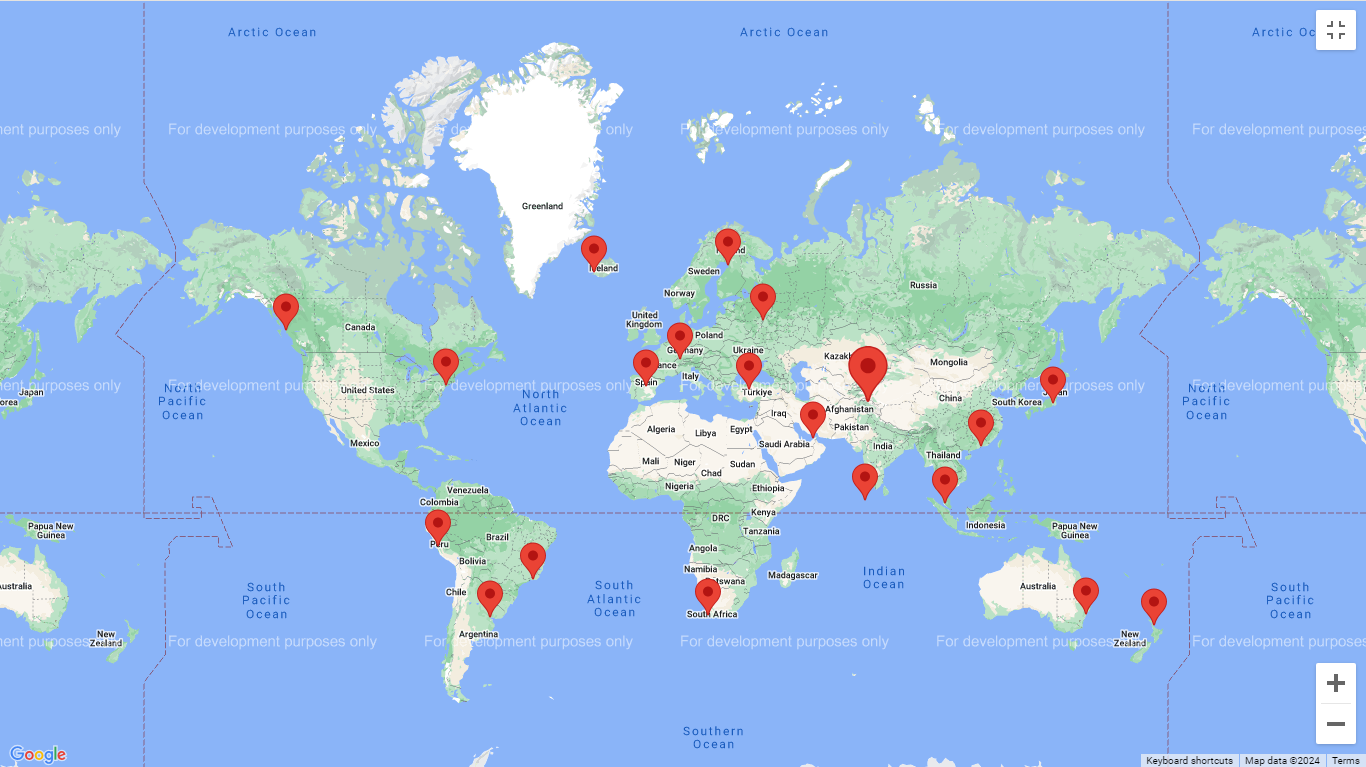 Arctic Ocean
Arctic Ocean
Arctic Oc
ent purposes only
For development purposes only
For development purposes only
For development purposes only
For development purposes only
For development purposes
Greenland
Iceland
Sweden
Russia
Norway
United
Kingdom
Canada
Poland
Germany
Ukraine
Kazakh
Mongolia
France
Italy
Spain
Türkiye
ent purposes only
For development purposes only
For development purposes only
For development purposes only
For development purposes only
For development purposes
Japan
orea
North
Pacific
Ocean
United States
North
Atlantic
Ocean
Iraq
Afghanistan
China
South Korea
Japan
North
Pacific
Ocean
Mexico
Algeria
Libya
Egypt
Saudi Arabia
Pakistan
India
Thailand
Mali
Niger
Chad
Sudan
Nigeria
Ethiopia
Venezuela
Colombia
DRC
Kenya
Tanzania
Indonesia
Papua New
Guinea
Papua New
Guinea
Peru
Brazil
Bolivia
Angola
Namibia
Botswana
Madagascar
Indian
Ocean
Australia
ustralia
South
Pacific
Ocean
Chile
South
Atlantic
Ocean
South Africa
South
Pacific
Ocean
Argentina
New
Zealand
New
Zealand
ent purposes only
For development purposes only
For development purposes only
For development purposes only
For development purposes only
For development purposes
Southern
Ocean
Google
Keyboard shortcuts
Map data ©2024
Terms